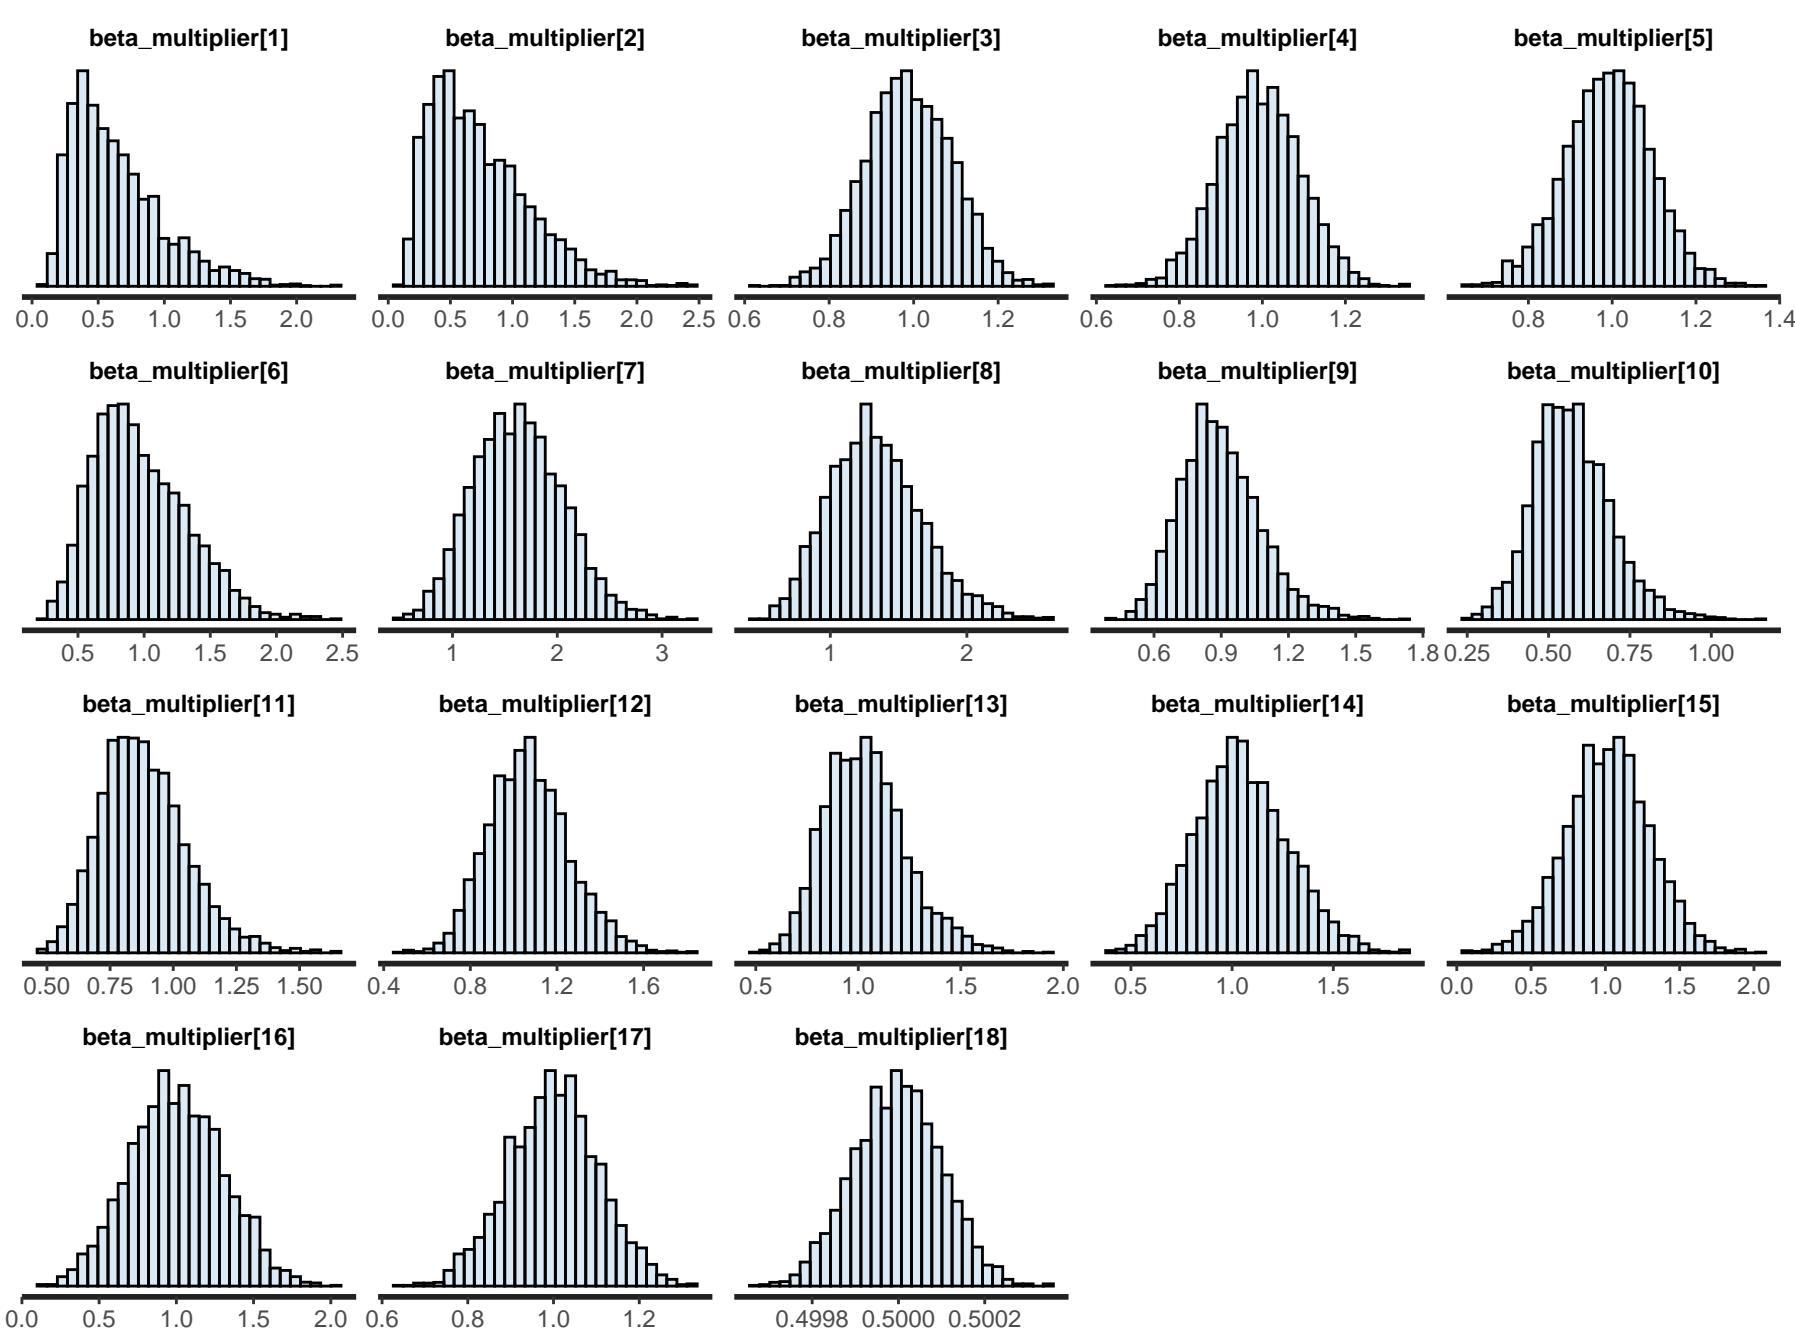 beta_multiplier[1] beta_multiplier[2] beta_multiplier[3] beta_multiplier[4] beta_multiplier[5]
0.0 0.5 1.0 1.5 2.0 0.0 0.5 1.0 1.5 2.0 2.5 0.6 0.8 1.0 1.2 0.6 0.8 1.0 1.2 0.8 1.0 1.2 1.4
beta_multiplier[6] beta_multiplier[7] beta_multiplier[8] beta_multiplier[9] beta_multiplier[10]
0.5 1.0 1.5 2.0 2.5 1 2 3 1 2 0.6 0.9 1.2 1.5 1.8 0.25 0.50 0.75 1.00
beta_multiplier[11] beta_multiplier[12] beta_multiplier[13] beta_multiplier[14] beta_multiplier[15]
0.50 0.75 1.00 1.25 1.50 0.4 0.8 1.2 1.6 0.5 1.0 1.5 2.0 0.5 1.0 1.5 0.0 0.5 1.0 1.5 2.0
beta_multiplier[16] beta_multiplier[17] beta_multiplier[18]
0.0 0.5 1.0 1.5 2.0 0.6 0.8 1.0 1.2 0.4998 0.5000 0.5002